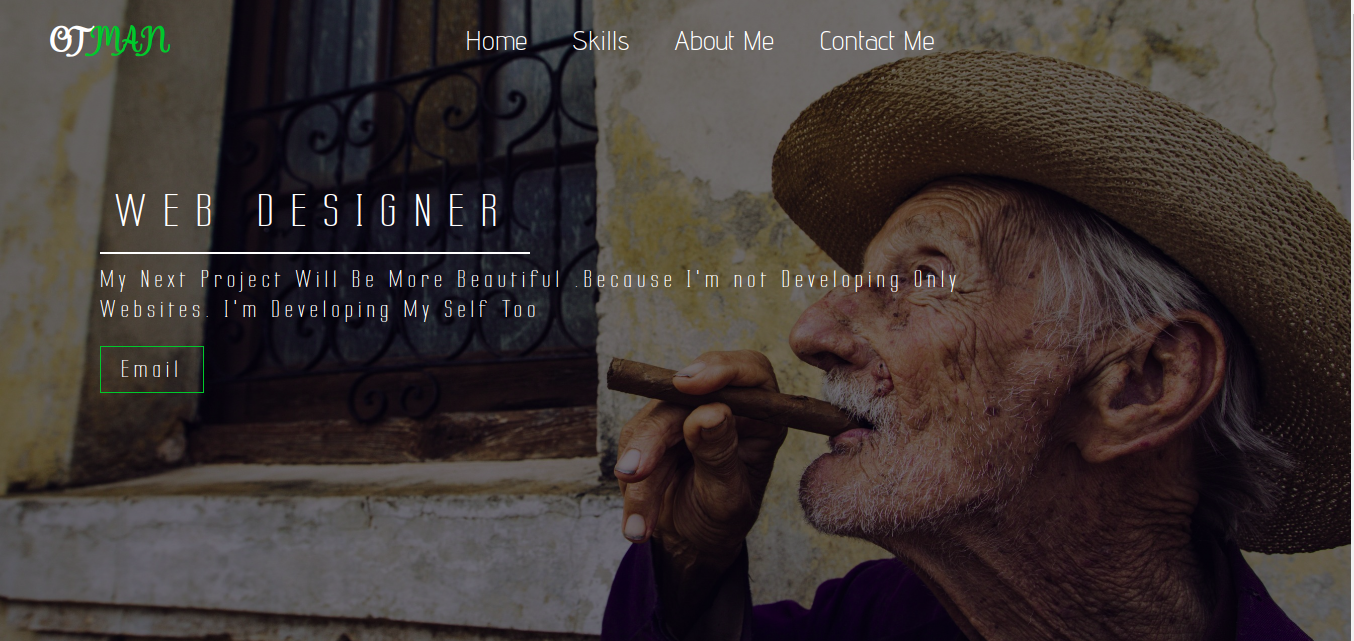 OTMAN
Home Skills About Me Contact Me
WEB DESIGNER
My Next Project Will Be More Beautiful .Because I'm not Developing Only
Websites. I'm Developing My Self Too
Email